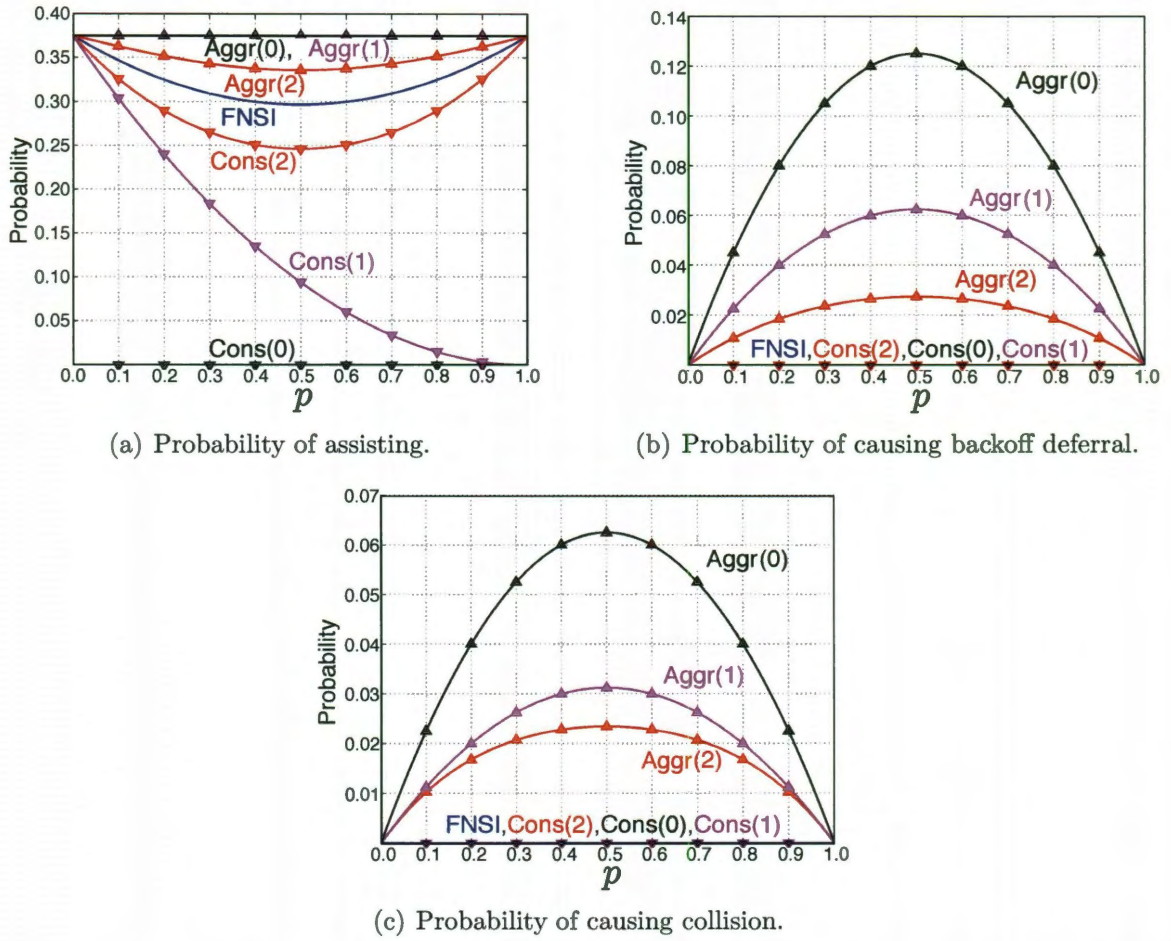 0.40
0.35
0.30
0.25
0.20
0.15
0.10
0.05
Probability
Aggr(0), Aggr(1)
Aggr(2)
FNSI
Cons(2)
Cons(1)
Cons(0)
0.0 0.1 0.2 0.3 0.4 0.5 0.6 0.7 0.8 0.9 1.0
p
(a) Probability of assisting.
0.14
0.12
0.10
0.08
0.06
0.04
0.02
Probability
Aggr(0)
Aggr(1)
Aggr(2)
FNSI,Cons(2),Cons(0),Cons(1)
0.0 0.1 0.2 0.3 0.4 0.5 0.6 0.7 0.8 0.9 1.0
p
(b) Probability of causing backoff deferral.
0.07
0.06
0.05
0.04
0.03
0.02
0.01
Probability
Aggr(0)
Aggr(1)
Aggr(2)
FNSI,Cons(2),Cons(0),Cons(1)
0.0 0.1 0.2 0.3 0.4 0.5 0.6 0.7 0.8 0.9 1.0
p
(c) Probability of causing collision.